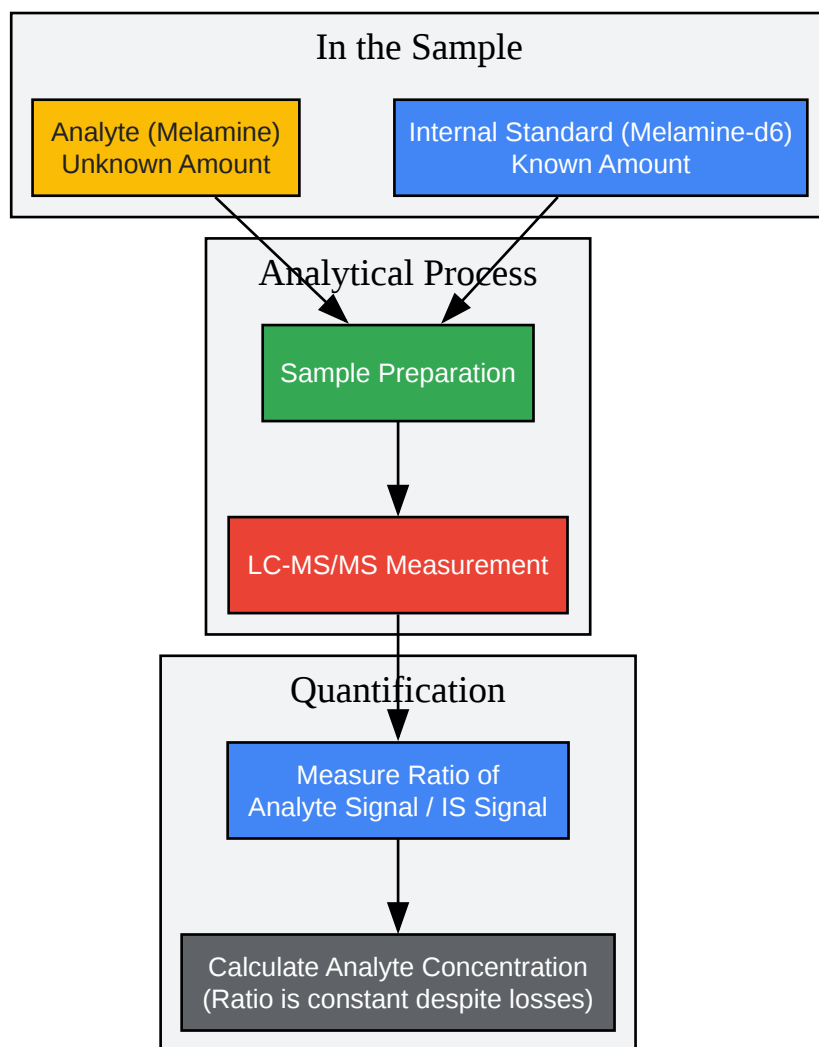 In the Sample
Analyte (Melamine)
Unknown Amount
Internal Standard (Melamine-d6)
Known Amount
Analytical Process
Sample Preparation
LC-MS/MS Measurement
Quantification
Measure Ratio of
Analyte Signal / IS Signal
Calculate Analyte Concentration
(Ratio is constant despite losses)